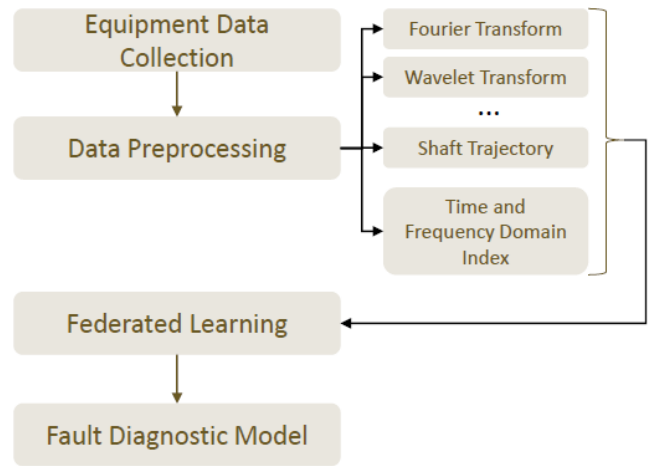 Equipment Data
Collection
Data Preprocessing
Fourier Transform
Wavelet Transform
...
Shaft Trajectory
Time and
Frequency Domain
Index
Federated Learning
Fault Diagnostic Model